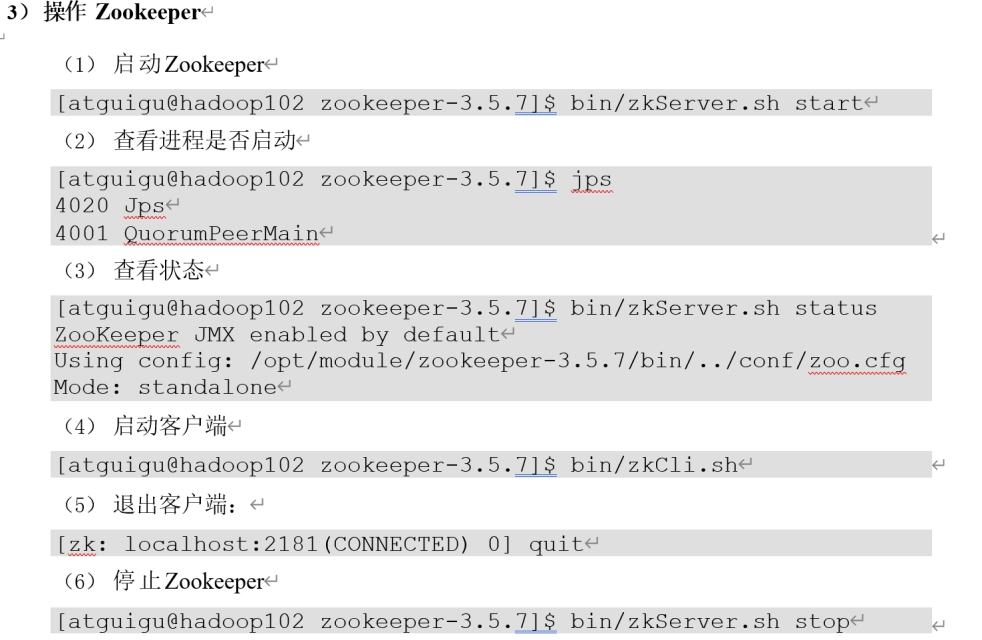 3）操作 Zookeeper
（1） 启动Zookeeper
[atguigu@hadoop102 zookeeper-3.5.7]$ bin/zkServer.sh start
（2） 查看进程是否启动
[atguigu@hadoop102 zookeeper-3.5.7]$ jps
4020 Jps
4001 QuorumPeerMain
（3） 查看状态
[atguigu@hadoop102 zookeeper-3.5.7]$ bin/zkServer.sh status
ZooKeeper JMX enabled by default
Using config: /opt/module/zookeeper-3.5.7/bin/../conf/zoo.cfg
Mode: standalone
（4） 启动客户端
[atguigu@hadoop102 zookeeper-3.5.7]$ bin/zkCli.sh
（5） 退出客户端：
[zk: localhost:2181(CONNECTED) 0] quit
（6） 停止Zookeeper
[atguigu@hadoop102 zookeeper-3.5.7]$ bin/zkServer.sh stop